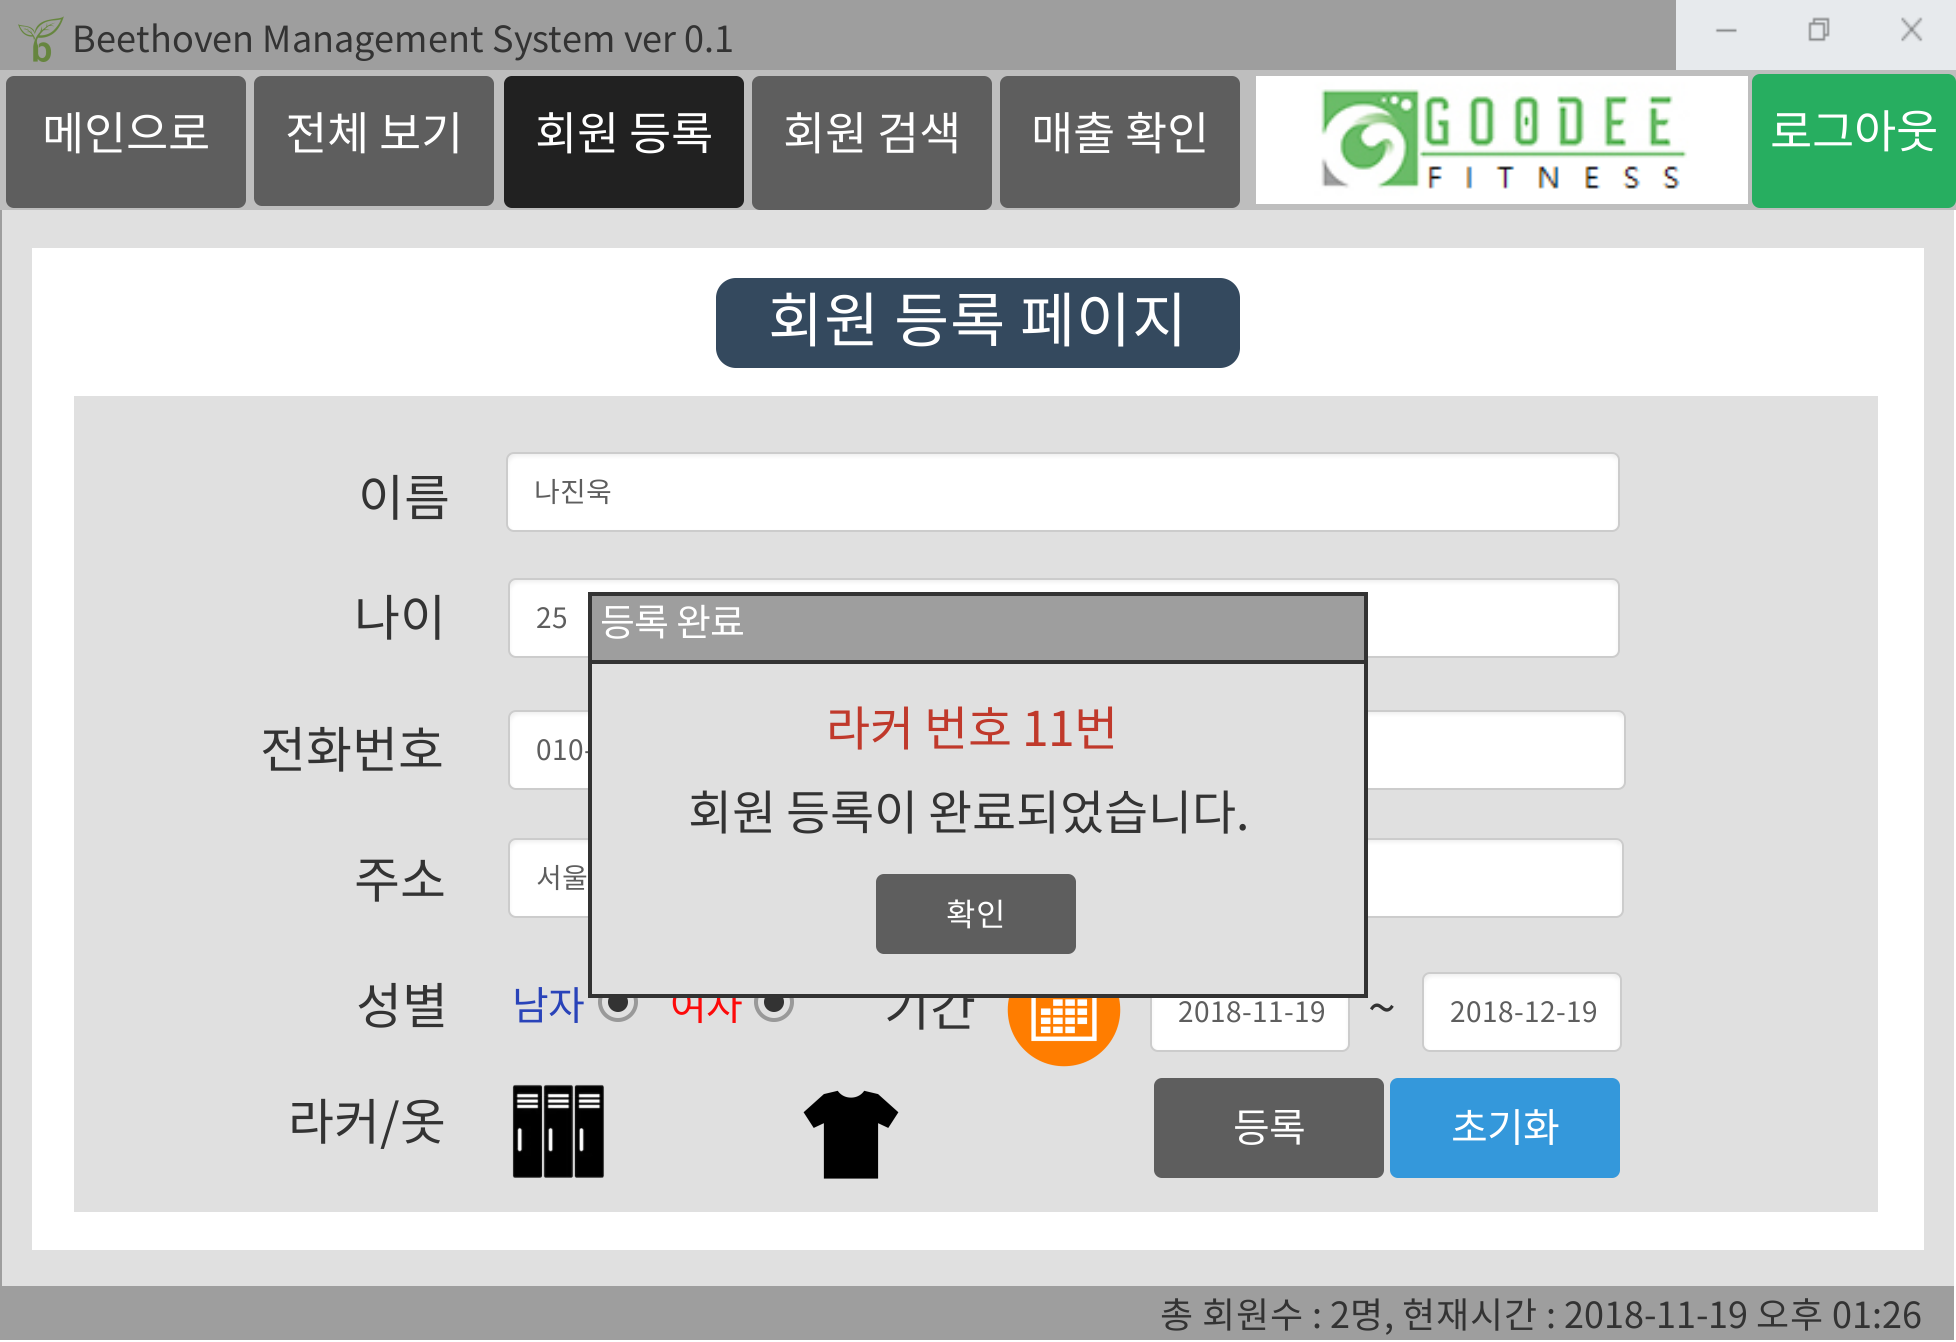 Beethoven Management System ver 0.1
메인으로
전체 보기
회원 등록
회원 검색
매출 확인
GOODEE
FITNESS
로그아웃
회원 등록 페이지
이름
나진욱
나이
25
등록 완료
라커 번호 11번
회원 등록이 완료되었습니다.
확인
전화번호
010-
주소
서울
성별
남자
여자
기간
2018-11-19
~
2018-12-19
라커/옷
등록
초기화
총 회원수 : 2명, 현재시간 : 2018-11-19 오후 01:26